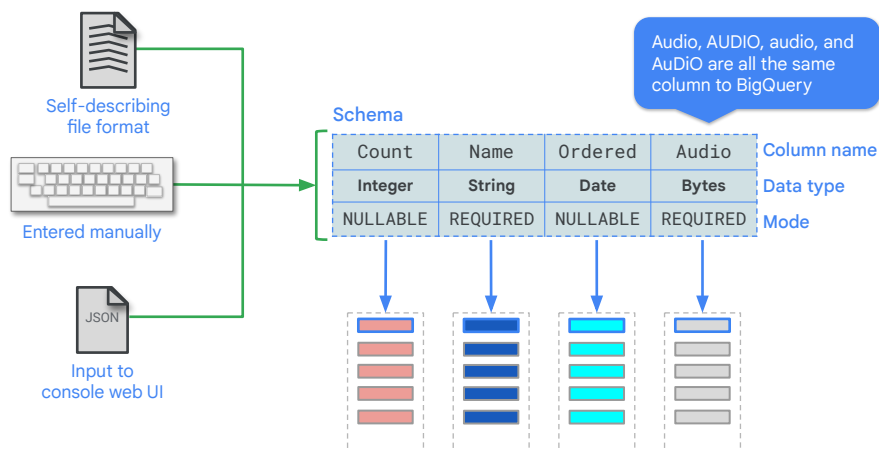 Audio, AUDIO, audio, and
AuDiO are all the same
column to BigQuery
Self-describing
file format
Schema
Count Name Ordered Audio Column name
Integer String Date Bytes Data type
NULLABLE REQUIRED NULLABLE REQUIRED Mode
Entered manually
JSON
Input to
console web UI